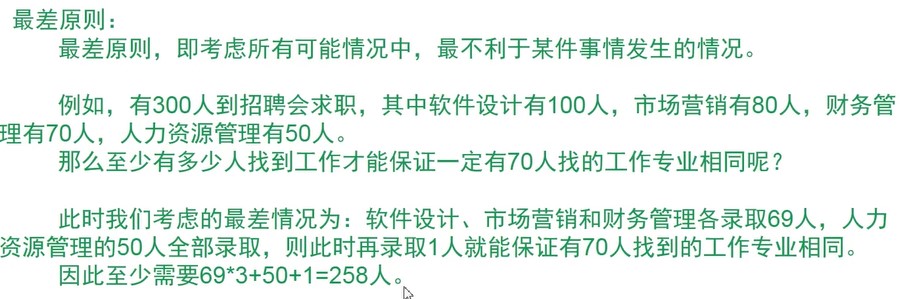 最差原则：
最差原则，即考虑所有可能情况中，最不利于某件事情发生的情况。
例如，有300人到招聘会求职，其中软件设计有100人，市场营销有80人，财务管
理有70人，人力资源管理有50人。
那么至少有多少人找到工作才能保证一定有70人找的工作专业相同呢？
此时我们考虑的最差情况为：软件设计、市场营销和财务管理各录取69人，人力
资源管理的50人全部录取，则此时再录取1人就能保证有70人找到的工作专业相同。
因此至少需要69*3+50+1=258人。